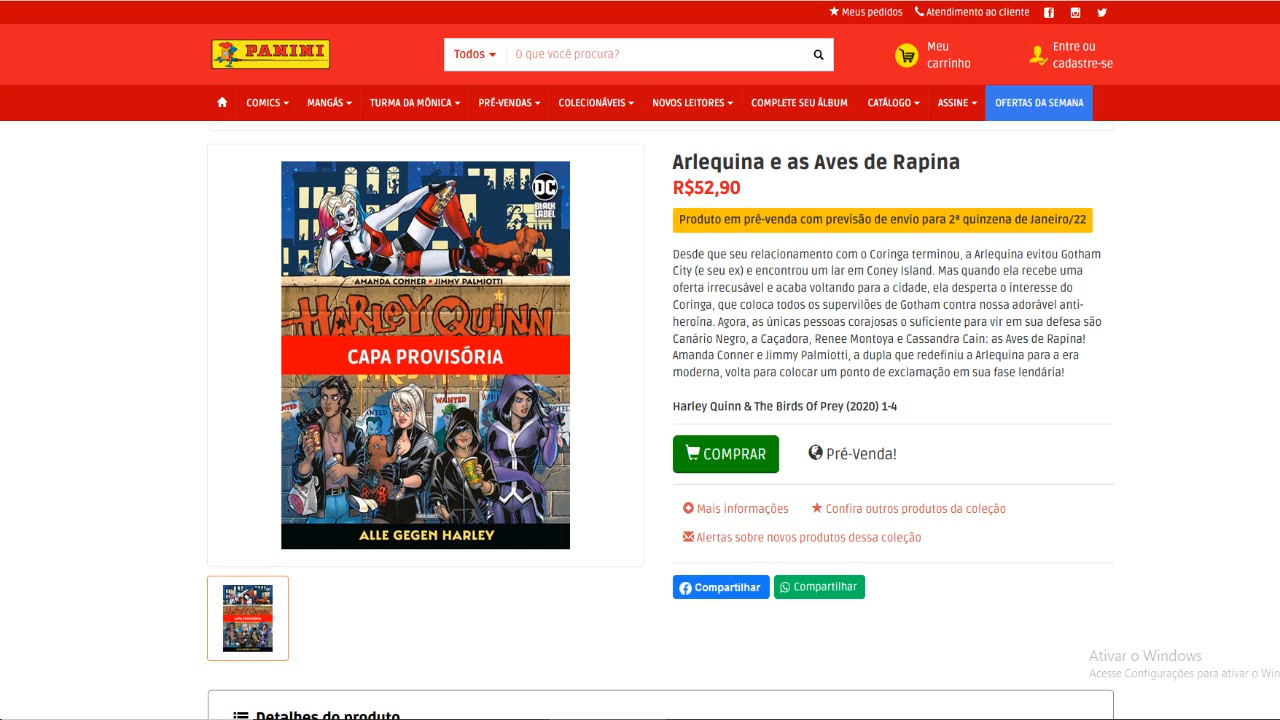 Meus pedidos
Atendimento ao cliente
PANINI
Todos
O que você procura?
Meu
carrinho
Entre ou
cadastre-se
COMICS
MANGÁS
TURMA DA MÔNICA
PRÉ-VENDAS
COLECIONÁVEIS
NOVOS LEITORES
COMPLETE SEU ÁLBUM
CATÁLOGO
ASSINE
OFERTAS DA SEMANA
DC
BLACK
LABEL
AMANDA CONNER • JIMMY PALMIOTTI
HARLEY QUINN
CAPA PROVISÓRIA
WANTED
WANTED
WANTED
ALLE GEGEN HARLEY
CAPA PROVISÓRIA
Arlequina e as Aves de Rapina
R$52,90
Produto em pré-venda com previsão de envio para 2ª quinzena de Janeiro/22
Desde que seu relacionamento com o Coringa terminou, a Arlequina evitou Gotham
City (e seu ex) e encontrou um lar em Coney Island. Mas quando ela recebe uma
oferta irrecusável e acaba voltando para a cidade, ela desperta o interesse do
Coringa, que coloca todos os supervilões de Gotham contra nossa adorável anti-
heroína. Agora, as únicas pessoas corajosas o suficiente para vir em sua defesa são
Canário Negro, a Caçadora, Renee Montoya e Cassandra Cain: as Aves de Rapina!
Amanda Conner e Jimmy Palmiotti, a dupla que redefiniu a Arlequina para a era
moderna, volta para colocar um ponto de exclamação em sua fase lendária!
Harley Quinn & The Birds Of Prey (2020) 1-4
COMPRAR
Pré-Venda!
Mais informações
Confira outros produtos da coleção
Alertas sobre novos produtos dessa coleção
Compartilhar
Compartilhar
Ativar o Windows
Acesse Configurações para ativar o Win
Detalhes do produto